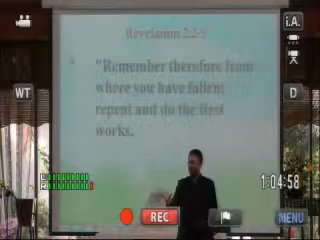 Revelation 2:2-5
"Remember therefore from
where you have fallen;
repent and do the first
works.
i.A.
WT
D
L
R
1:04:58
REC
MENU